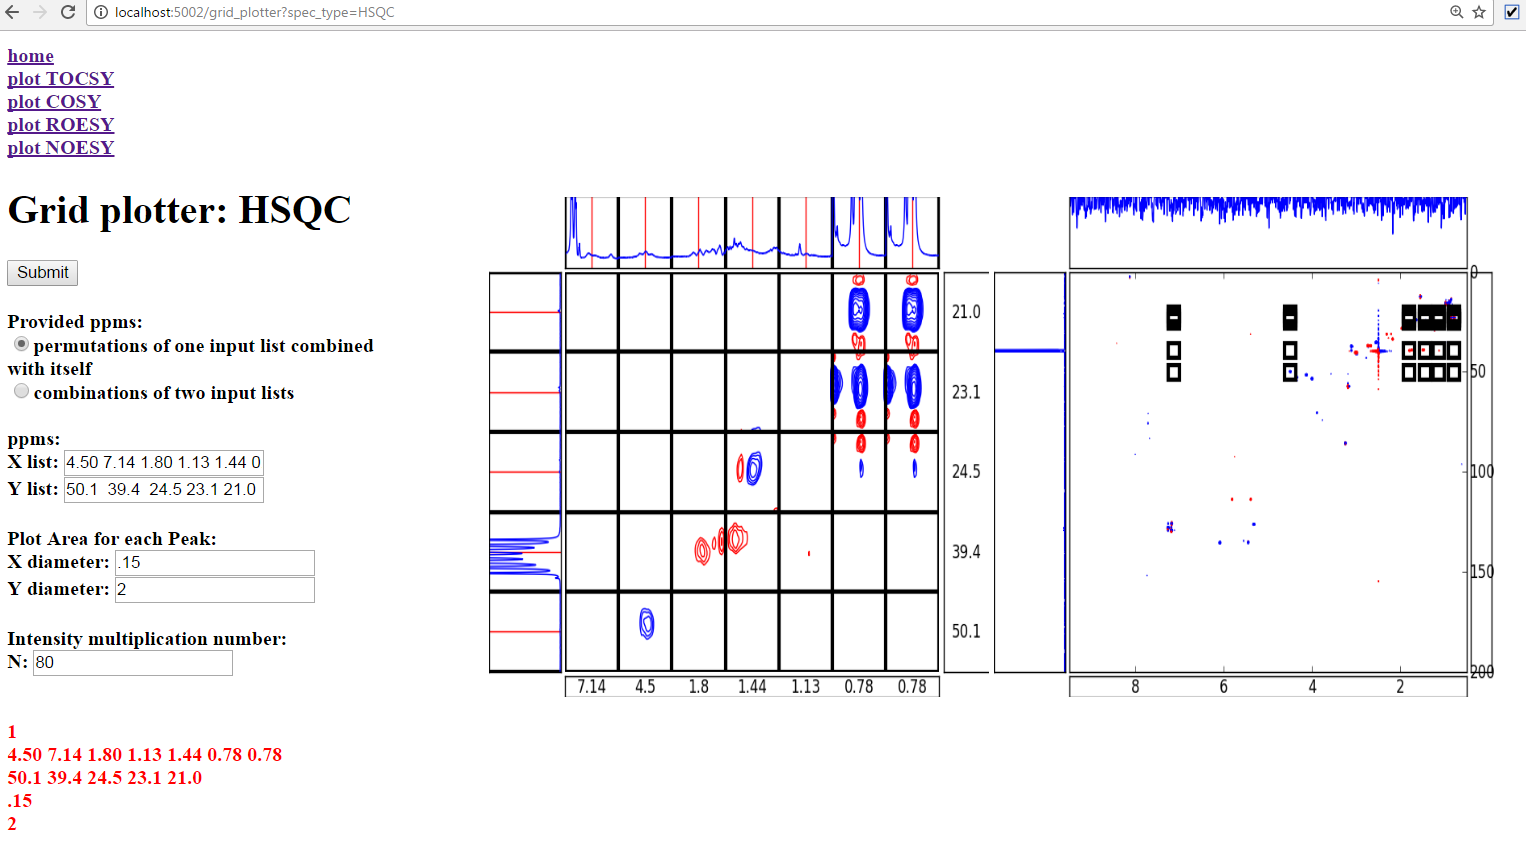 localhost:5002/grid_plotter?spec_type=HSQC
home
plot TOCSY
plot COSY
plot ROESY
plot NOESY
Grid plotter: HSQC
Submit
Provided ppms:
permutations of one input list combined
with itself
combinations of two input lists
ppms:
X list: 4.50 7.14 1.80 1.13 1.44 0
Y list: 50.1 39.4 24.5 23.1 21.0
Plot Area for each Peak:
X diameter: .15
Y diameter: 2
Intensity multiplication number:
N: 80
1
4.50 7.14 1.80 1.13 1.44 0.78 0.78
50.1 39.4 24.5 23.1 21.0
.15
2
21.0
23.1
24.5
39.4
50.1
7.14 4.5 1.8 1.44 1.13 0.78 0.78
0
50
100
150
200
8 6 4 2